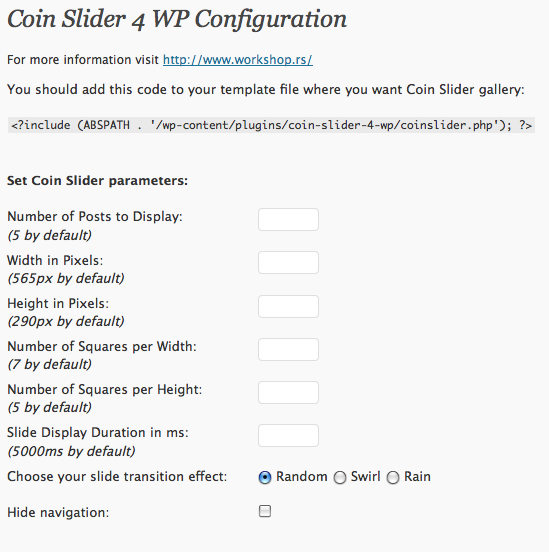 Coin Slider 4 WP Configuration
For more information visit http://www.workshop.rs/
You should add this code to your template file where you want Coin Slider gallery:
<?include (ABSPATH . '/wp-content/plugins/coin-slider-4-wp/coinslider.php'); ?>
Set Coin Slider parameters:
Number of Posts to Display:
(5 by default)
Width in Pixels:
(565px by default)
Height in Pixels:
(290px by default)
Number of Squares per Width:
(7 by default)
Number of Squares per Height:
(5 by default)
Slide Display Duration in ms:
(5000ms by default)
Choose your slide transition effect: Random Swirl Rain
Hide navigation: